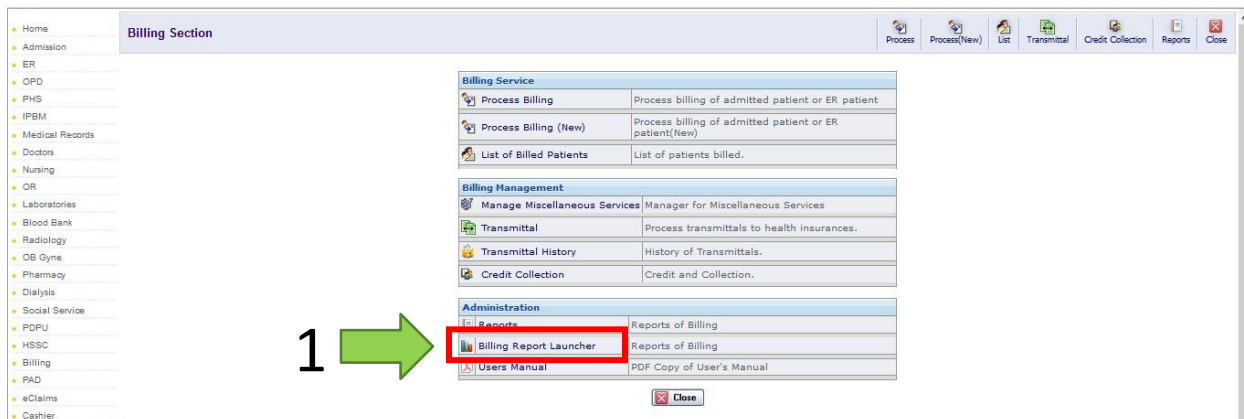 Home
Admission
ER
OPD
PHS
IPBM
Medical Records
Doctors
Nursing
OR
Laboratories
Blood Bank
Radiology
OB Gyne
Pharmacy
Dialysis
Social Service
PDPU
HSSC
Billing
PAD
eClaims
Cashier
Billing Section
Process Process(New) List Transmittal Credit Collection Reports Close
Billing Service
Process Billing Process billing of admitted patient or ER patient
Process Billing (New) Process billing of admitted patient or ER
patient(New)
List of Billed Patients List of patients billed.
Billing Management
Manage Miscellaneous Services Manager for Miscellaneous Services
Transmittal Process transmittals to health insurances.
Transmittal History History of Transmittals.
Credit Collection Credit and Collection.
Administration
Reports Reports of Billing
1 Billing Report Launcher Reports of Billing
Users Manual PDF Copy of User's Manual
Close